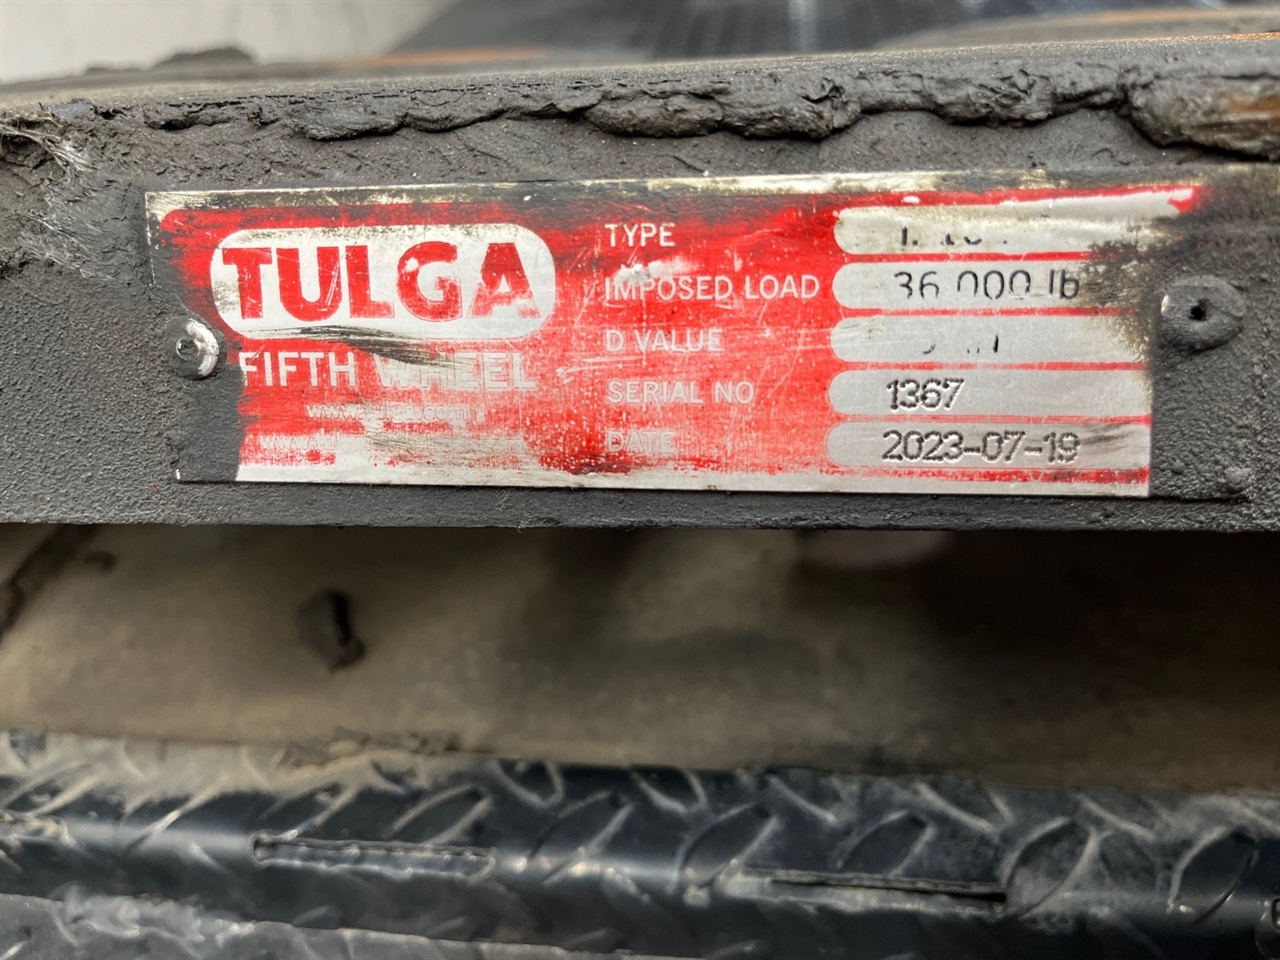 TULGA
FIFTH WHEEL
TYPE
IMPOSED LOAD 36 000 lb
D VALUE
SERIAL NO 1367
DATE 2023-07-19